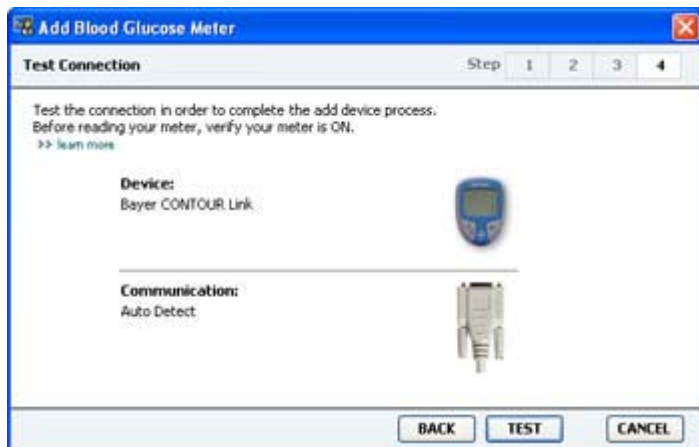 Add Blood Glucose Meter
Test Connection
Step 1 2 3 4
Test the connection in order to complete the add device process.
Before reading your meter, verify your meter is ON.
>> learn more
Device:
Bayer CONTOUR Link
Communication:
Auto Detect
BACK TEST CANCEL